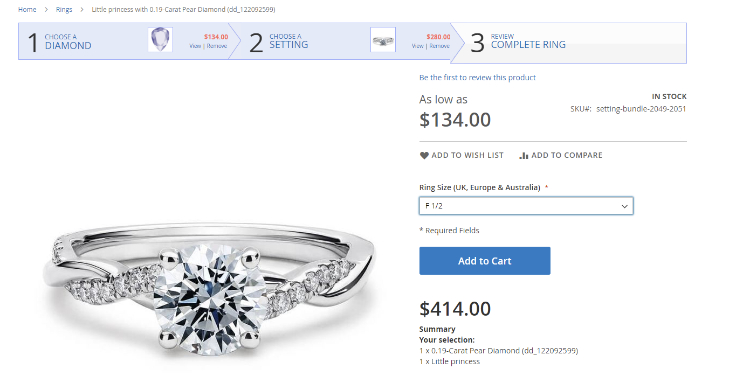 Home > Rings > Little princess with 0.19-Carat Pear Diamond (dd_122092599)
1 CHOOSE A DIAMOND
$134.00
View | Remove
2 CHOOSE A SETTING
$280.00
View | Remove
3 REVIEW COMPLETE RING
Be the first to review this product
As low as
$134.00
IN STOCK
SKU#: setting-bundle-2049-2051
ADD TO WISH LIST
ADD TO COMPARE
Ring Size (UK, Europe & Australia) *
F 1/2
* Required Fields
Add to Cart
$414.00
Summary
Your selection:
1 x 0.19-Carat Pear Diamond (dd_122092599)
1 x Little princess